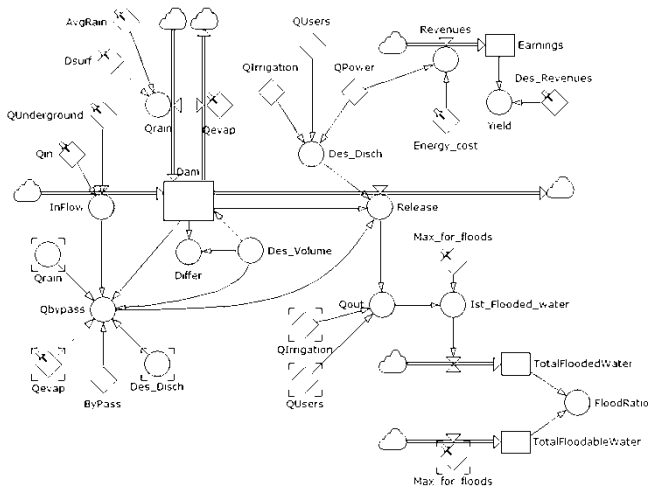 AvgRain
QUsers
Revenues
Dsurf
QIrrigation
QPower
Earnings
Des_Revenues
QUnderground
Qrain
Qevap
Energy_cost
Yield
Qin
Des_Disch
Dam
InFlow
Release
Max_for_floods
Qrain
Differ
Des_Volume
Qbypass
Qout
Ist_Flooded_water
QIrrigation
Qevap
ByPass
Des_Disch
QUsers
TotalFloodedWater
FloodRatio
TotalFloodableWater
Max_for_floods